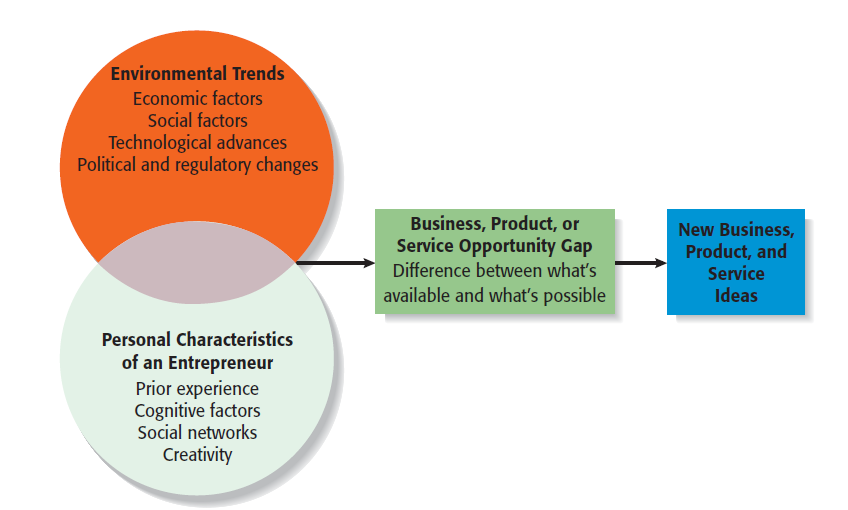 Environmental Trends
Economic factors
Social factors
Technological advances
Political and regulatory changes
Personal Characteristics
of an Entrepreneur
Prior experience
Cognitive factors
Social networks
Creativity
Business, Product, or
Service Opportunity Gap
Difference between what’s
available and what’s possible
New Business,
Product, and
Service
Ideas